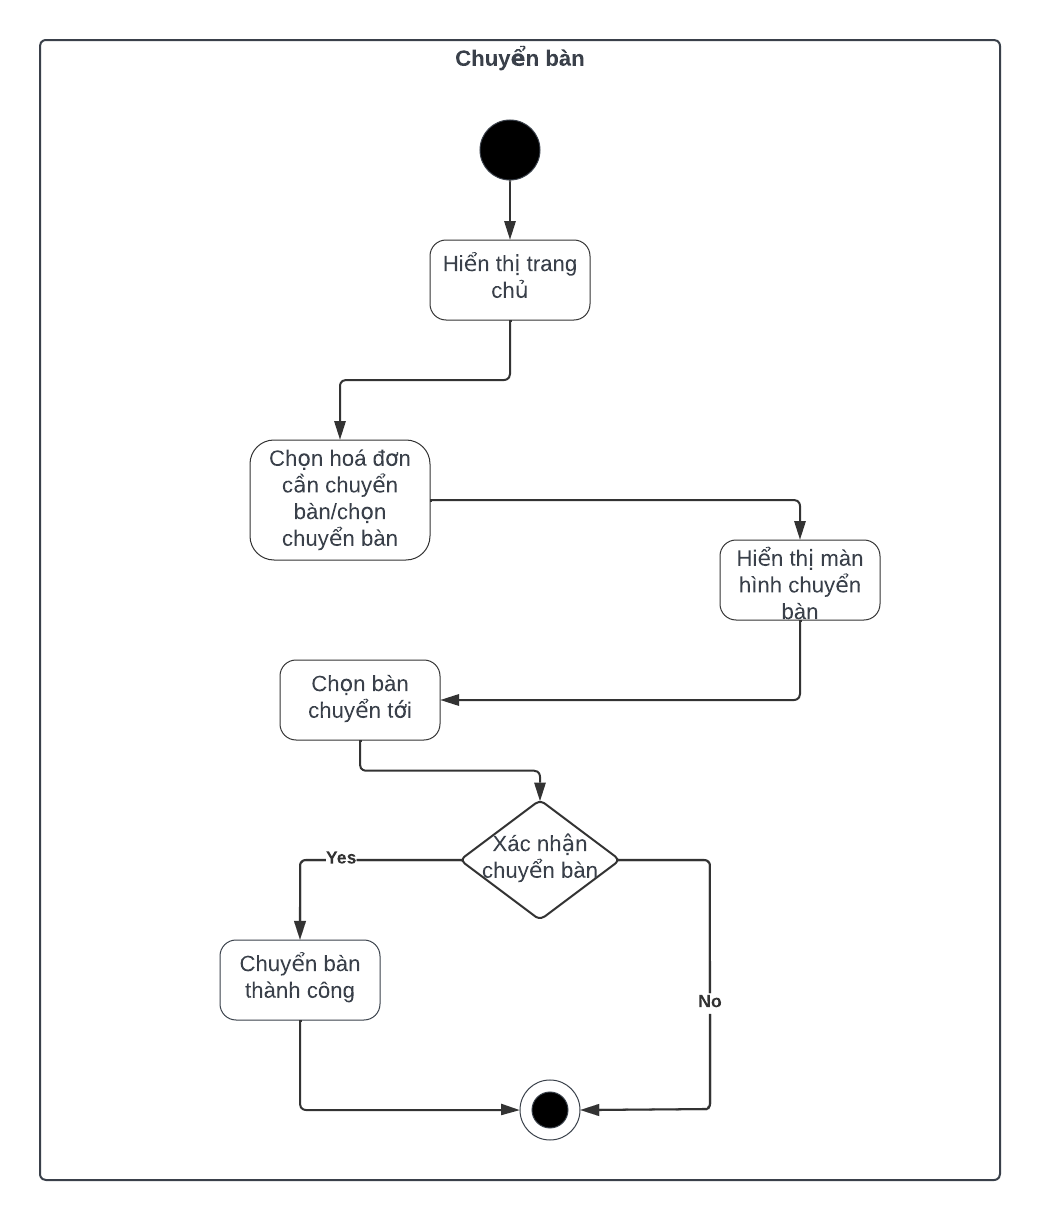 Chuyển bàn
Hiển thị trang
chủ
Chọn hoá đơn
cần chuyển
bàn/chọn
chuyển bàn
Hiển thị màn
hình chuyển
bàn
Chọn bàn
chuyển tới
Xác nhận
chuyển bàn
Yes
Chuyển bàn
thành công
No